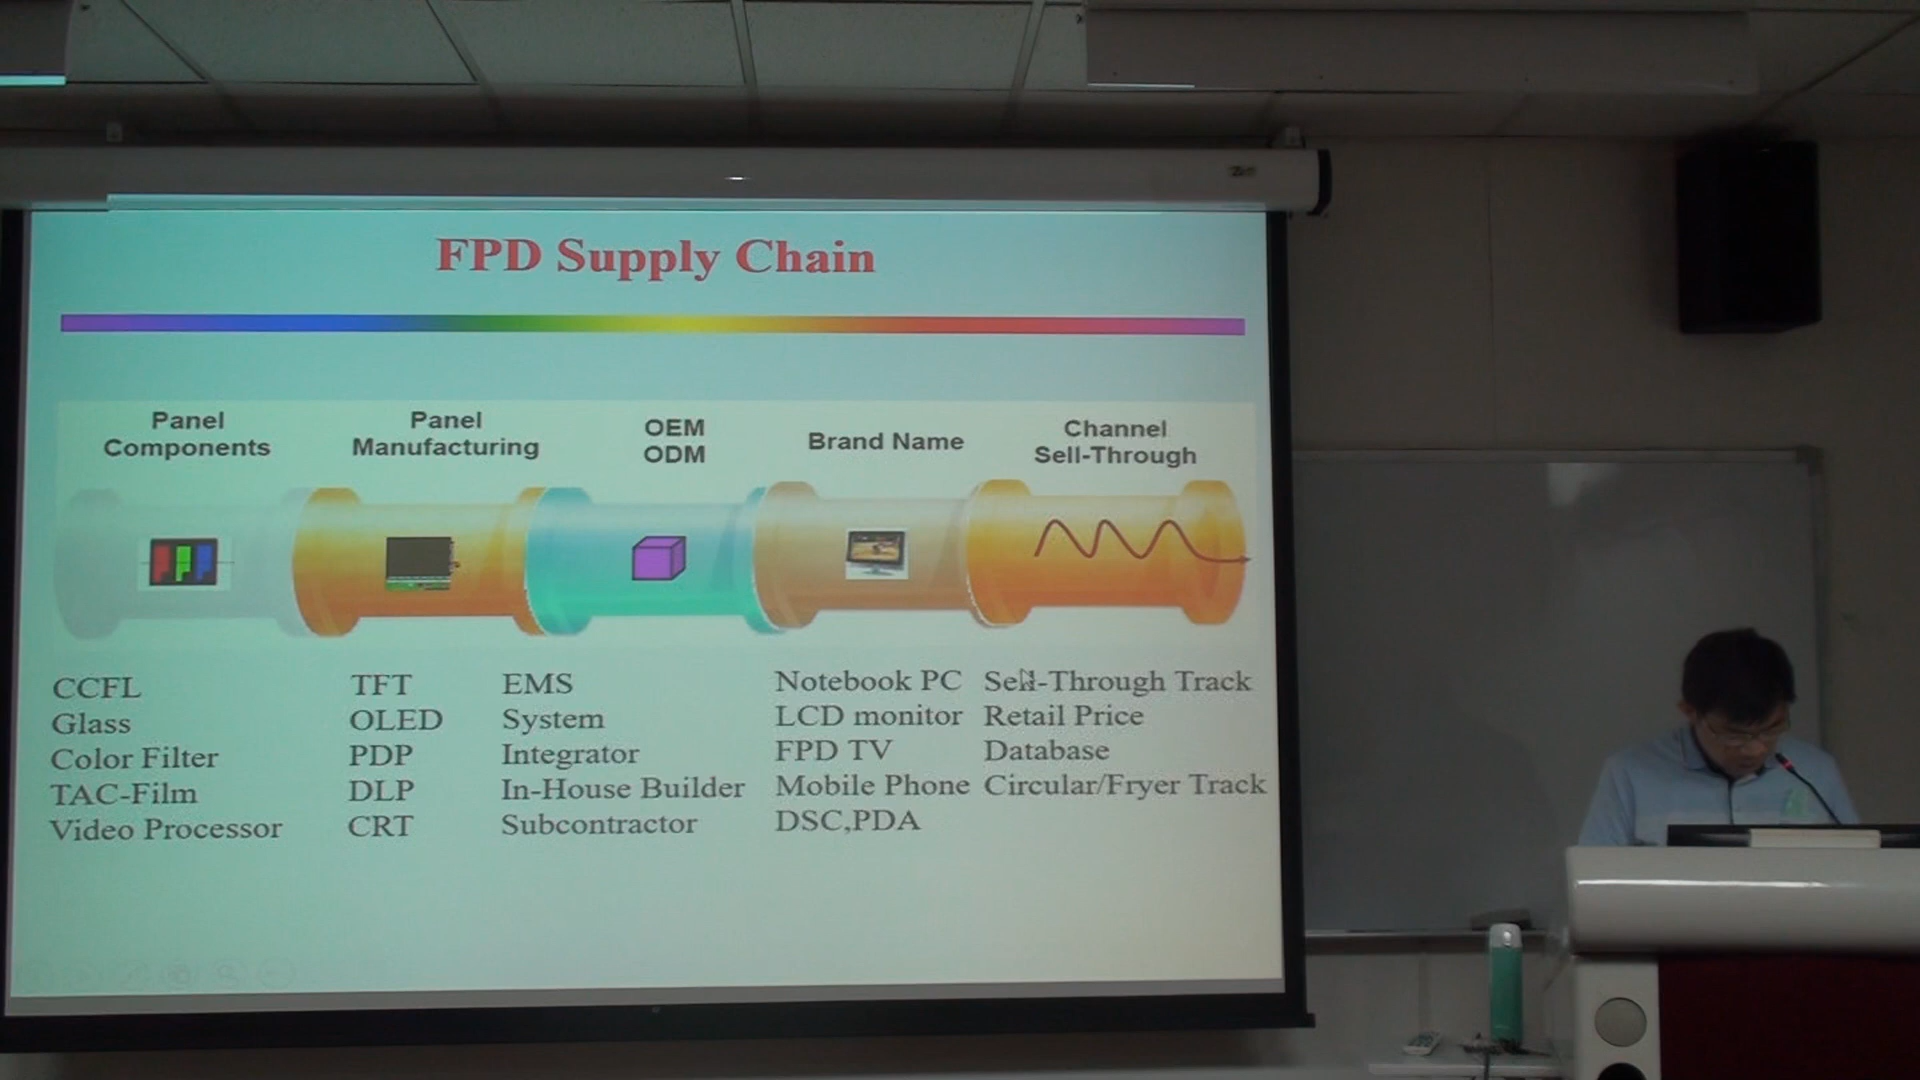 FPD Supply Chain
Panel
Components
Panel
Manufacturing
OEM
ODM
Brand Name
Channel
Sell-Through
CCFL
Glass
Color Filter
TAC-Film
Video Processor
TFT
OLED
PDP
DLP
CRT
EMS
System
Integrator
In-House Builder
Subcontractor
Notebook PC
LCD monitor
FPD TV
Mobile Phone
DSC,PDA
Sell-Through Track
Retail Price
Database
Circular/Fryer Track